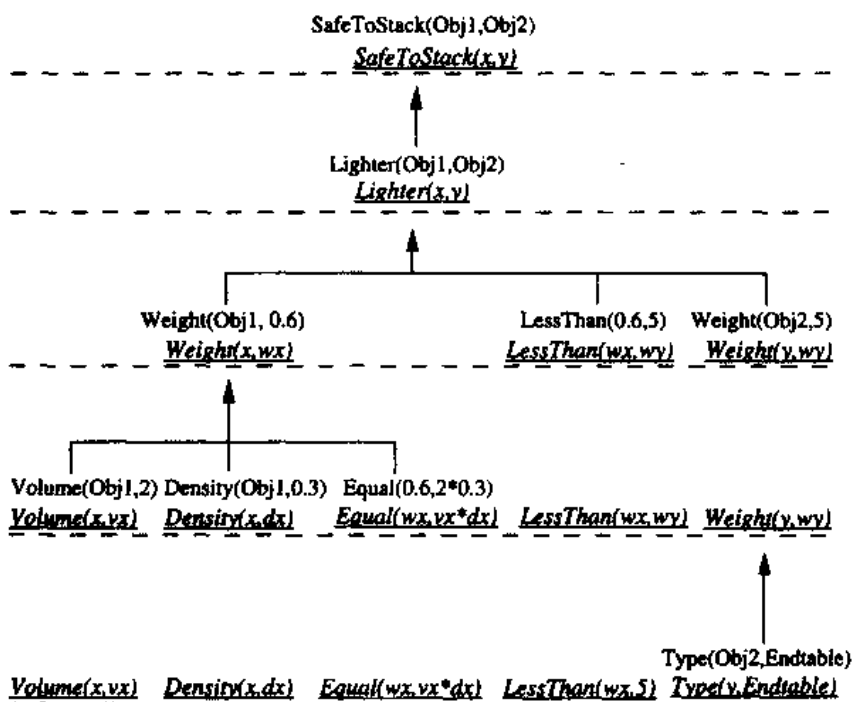 SafeToStack(Obj1,Obj2)
SafeToStack(x,y)
Lighter(Obj1,Obj2)
Lighter(x,y)
Weight(Obj1, 0.6) LessThan(0.6,5) Weight(Obj2,5)
Weight(x,wx) LessThan(wx,wy) Weight(y,wy)
Volume(Obj1,2) Density(Obj1,0.3) Equal(0.6,2*0.3)
Volume(x,vx) Density(x,dx) Equal(wx,vx*dx) LessThan(wx,wy) Weight(y,wy)
Type(Obj2,Endtable)
Volume(x,vx) Density(x,dx) Equal(wx,vx*dx) LessThan(wx,5) Type(y,Endtable)